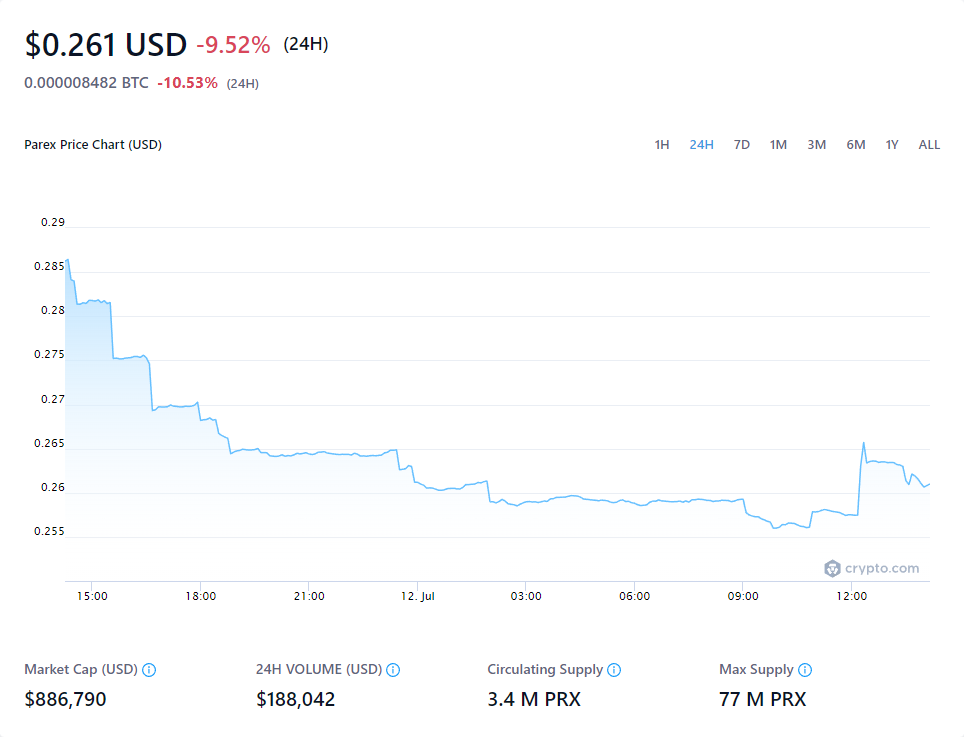 $0.261 USD -9.52% (24H)
0.000008482 BTC -10.53% (24H)
Parex Price Chart (USD) 1H 24H 7D 1M 3M 6M 1Y ALL
0.29
0.285
0.28
0.275
0.27
0.265
0.26
0.255
crypto.com
15:00 18:00 21:00 12. Jul 03:00 06:00 09:00 12:00
Market Cap (USD) 24H VOLUME (USD) Circulating Supply Max Supply
$886,790 $188,042 3.4 M PRX 77 M PRX